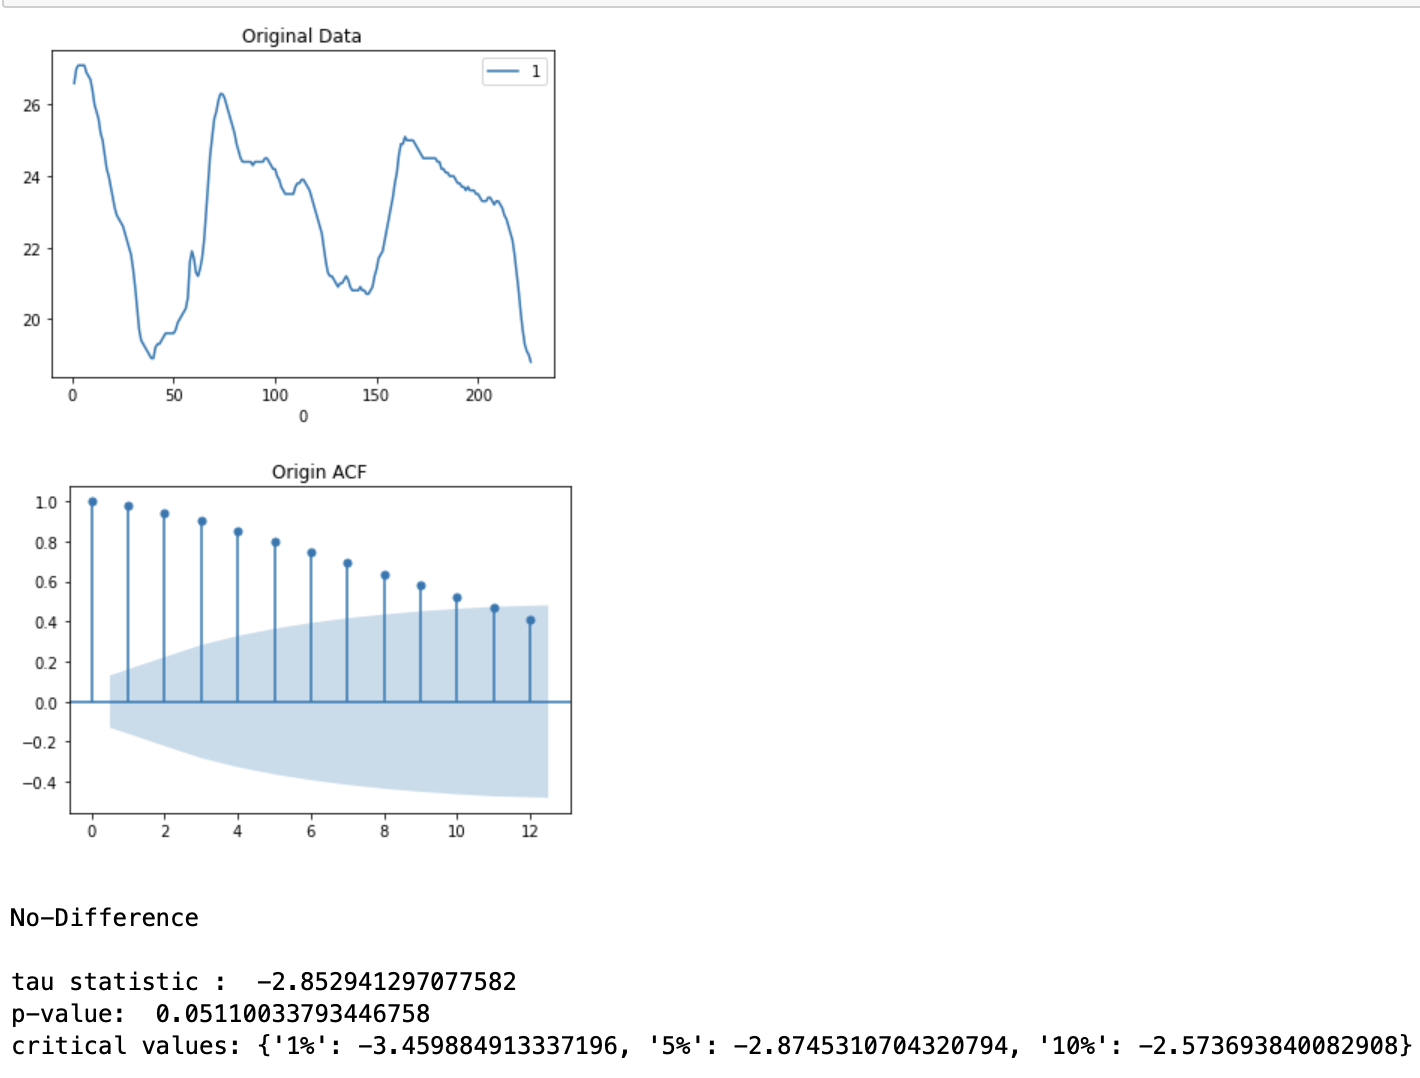 Original Data
1
26
24
22
20
0 50 100 150 200
0
Origin ACF
1.0
0.8
0.6
0.4
0.2
0.0
−0.2
−0.4
0 2 4 6 8 10 12
No-Difference
tau statistic :  -2.852941297077582
p-value:  0.05110033793446758
critical values: {'1%': -3.459884913337196, '5%': -2.8745310704320794, '10%': -2.573693840082908}